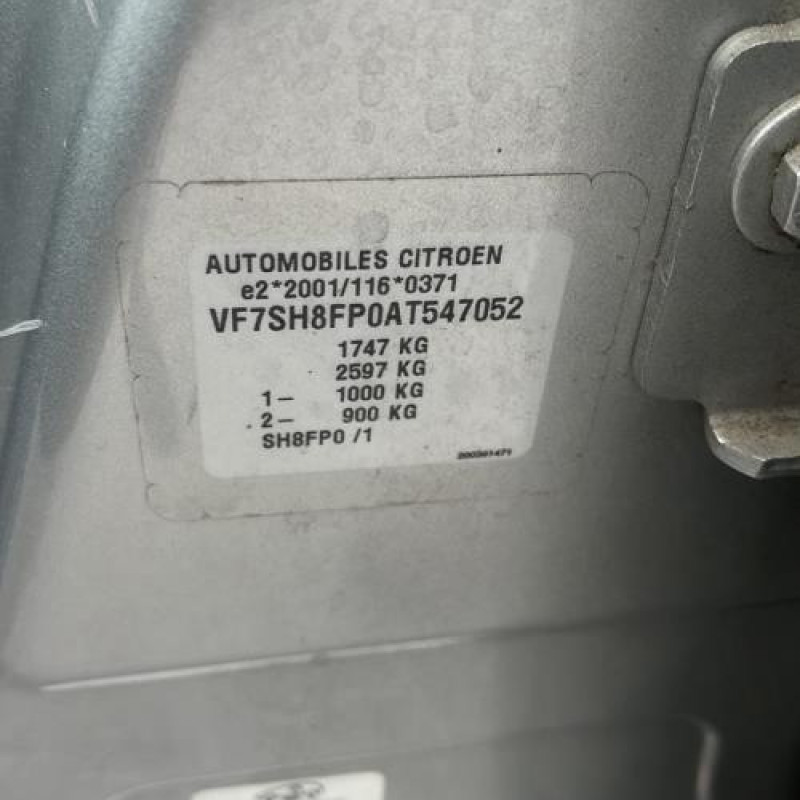 AUTOMOBILES CITROEN
e2*2001/116*0371
VF7SH8FP0AT547052
1747 KG
2597 KG
1- 1000 KG
2- 900 KG
SH8FP0 /1